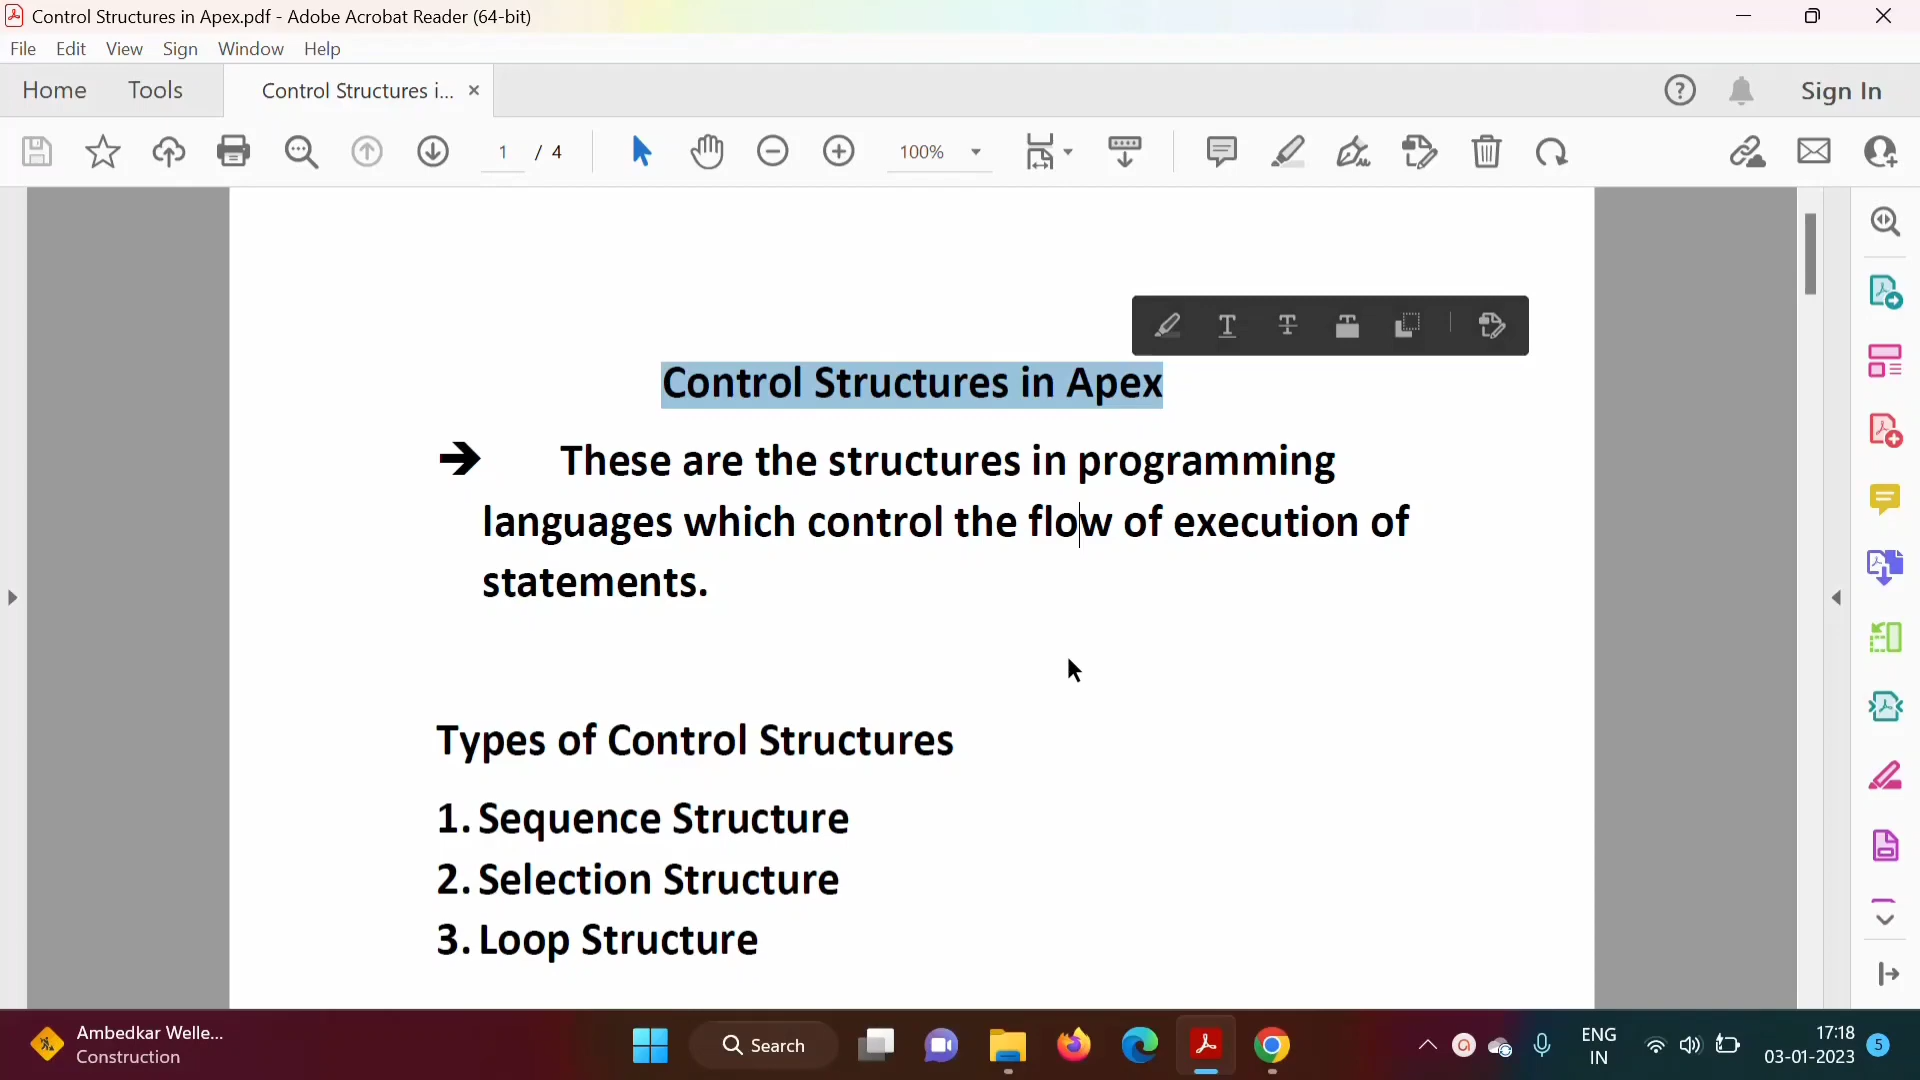 Control Structures in Apex.pdf - Adobe Acrobat Reader (64-bit)
File Edit View Sign Window Help
Home Tools Control Structures i... Sign In
1 / 4 100%
Control Structures in Apex
These are the structures in programming
languages which control the flow of execution of
statements.
Types of Control Structures
1. Sequence Structure
2. Selection Structure
3. Loop Structure
Ambedkar Welle...
Construction
Search
ENG
IN
17:18
03-01-2023
5